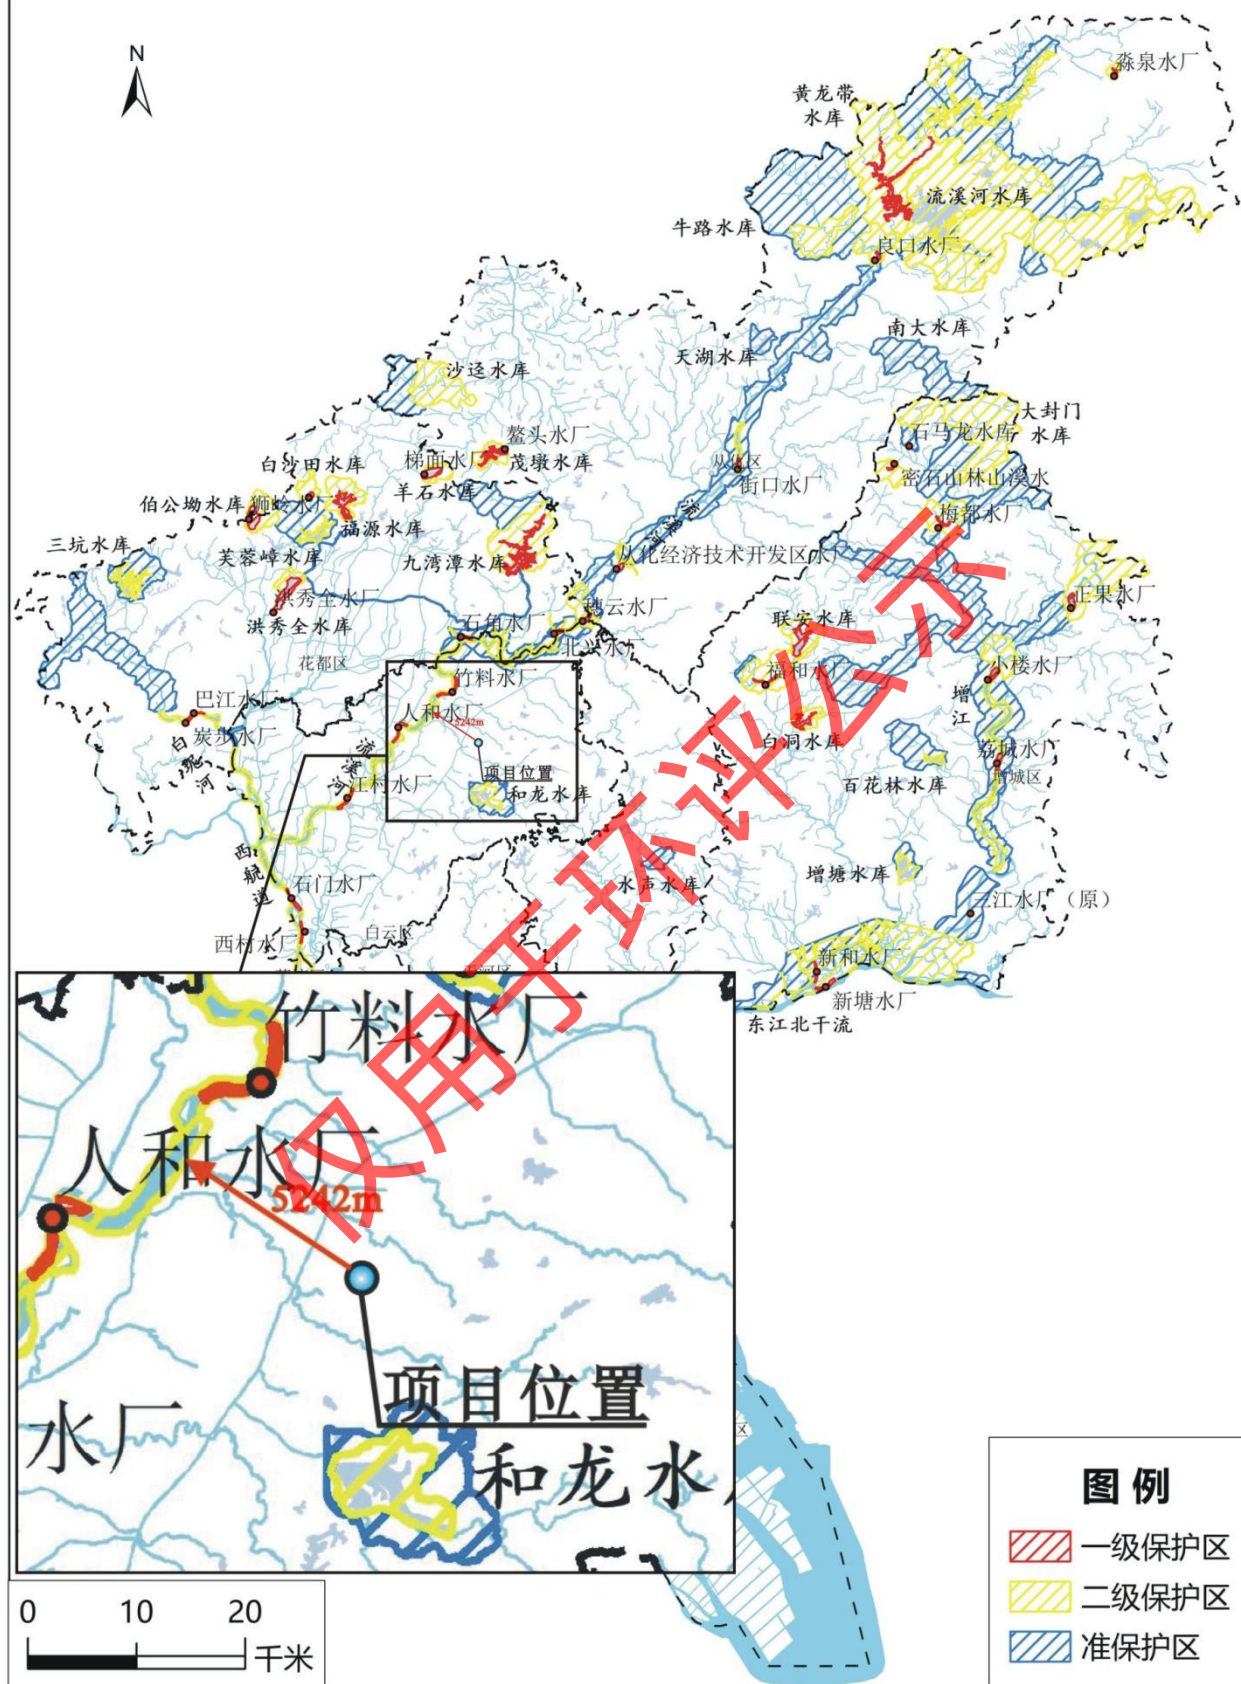 N
淼泉水厂
黄龙带
水库
流溪河水库
牛路水库
良口水厂
南大水库
天湖水库
沙迳水库
大封门
水库
石马龙水库
鳌头水厂
梯面水厂
茂墩水库
从化区
街口水厂
密石山林山溪水
白沙田水库
羊石水库
伯公坳水库
狮岭水厂
福源水库
梅都水厂
流溪河
三坑水库
芙蓉嶂水库
九湾潭水库
从化经济技术开发区水厂
洪秀全水厂
洪秀全水库
石角水厂
穗云水厂
联安水库
正果水厂
北兴水厂
花都区
竹料水厂
福和水厂
小楼水厂
增江
巴江水厂
炭步水厂
白坭河
人和水厂
5242m
白洞水库
荔城水厂
增城区
流溪河
江村水厂
项目位置
和龙水库
百花林水库
西航道
石门水厂
水声水库
增塘水库
三江水厂（原）
西村水厂
白云区
新和水厂
新塘水厂
东江北干流
竹料水厂
人和水厂
5242m
项目位置
水厂
和龙水
区
仅用于环评公示
图例
一级保护区
二级保护区
准保护区
0 10 20
千米